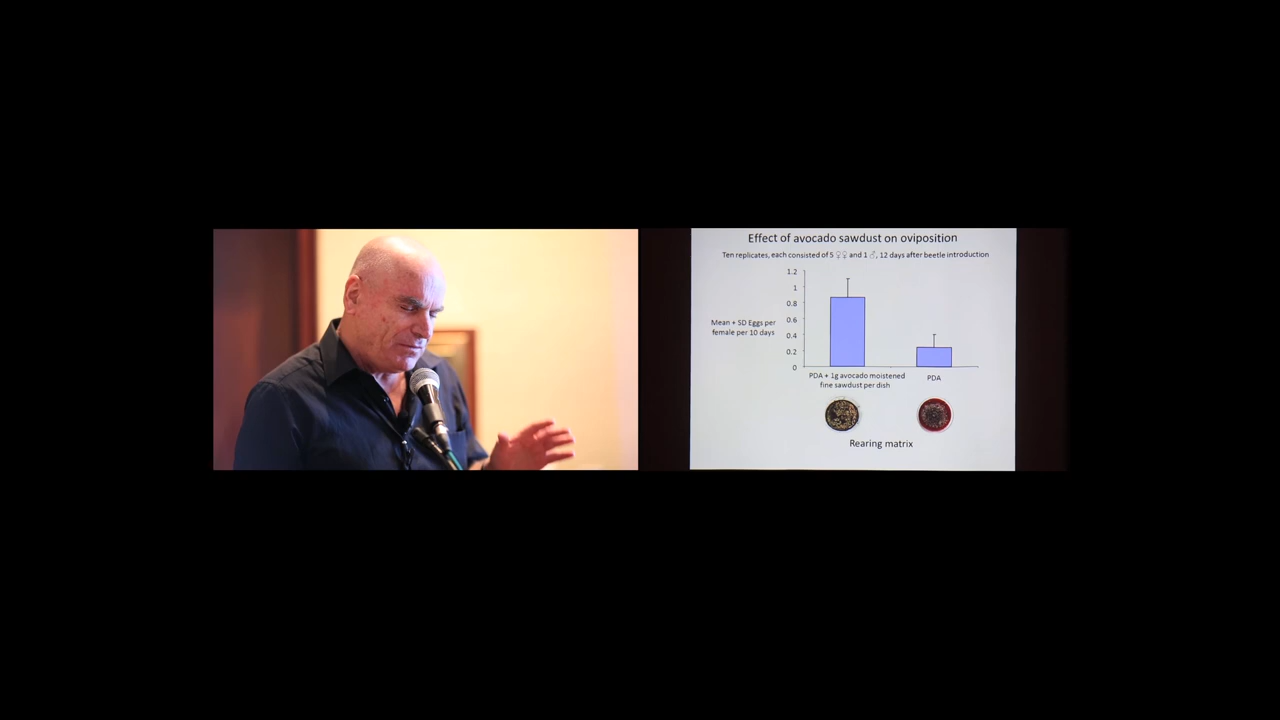 Effect of avocado sawdust on oviposition
Ten replicates, each consisted of 5 ♀♀ and 1 ♂, 12 days after beetle introduction
Mean + SD Eggs per
female per 10 days
1.2
1
0.8
0.6
0.4
0.2
0
PDA + 1g avocado moistened
fine sawdust per dish
PDA
Rearing matrix